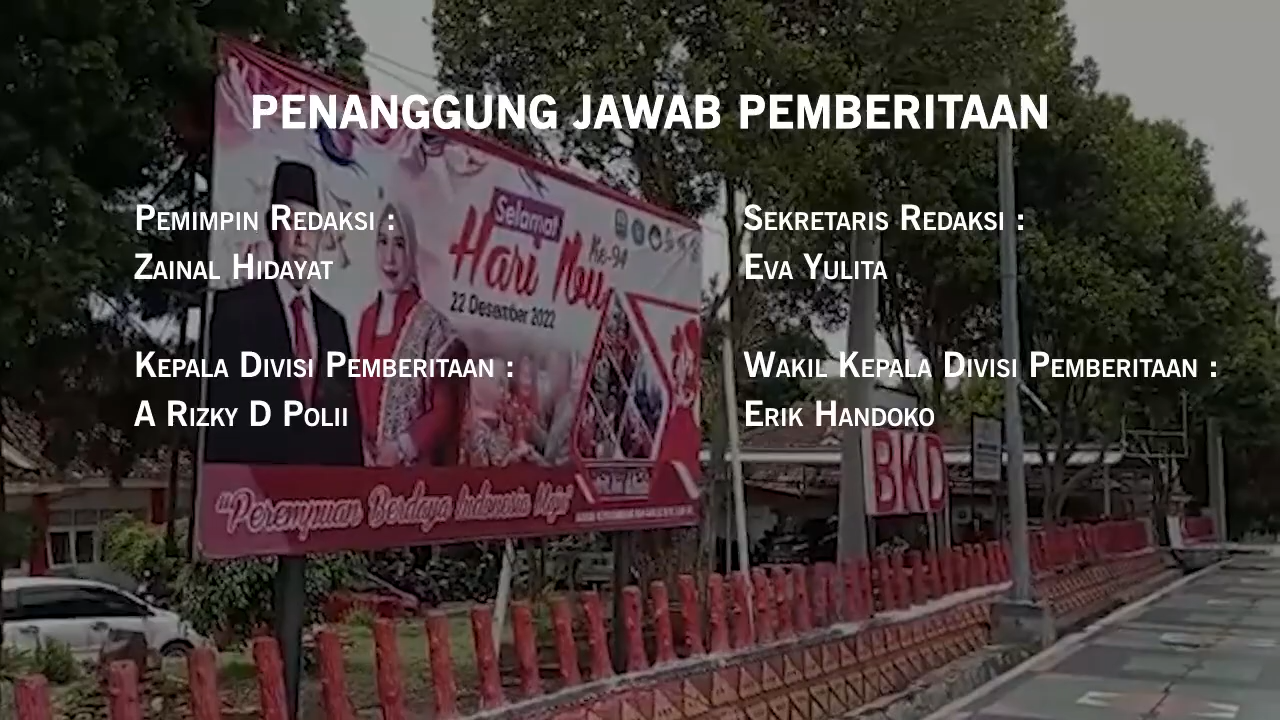 PENANGGUNG JAWAB PEMBERITAAN
PEMIMPIN REDAKSI :
ZAINAL HIDAYAT
SEKRETARIS REDAKSI :
EVA YULITA
KEPALA DIVISI PEMBERITAAN :
A RIZKY D POLII
WAKIL KEPALA DIVISI PEMBERITAAN :
ERIK HANDOKO
Selamat
Hari Ibu
Ke-94
22 Desember 2022
"Perempuan Berdaya Indonesia Maju"
BKD